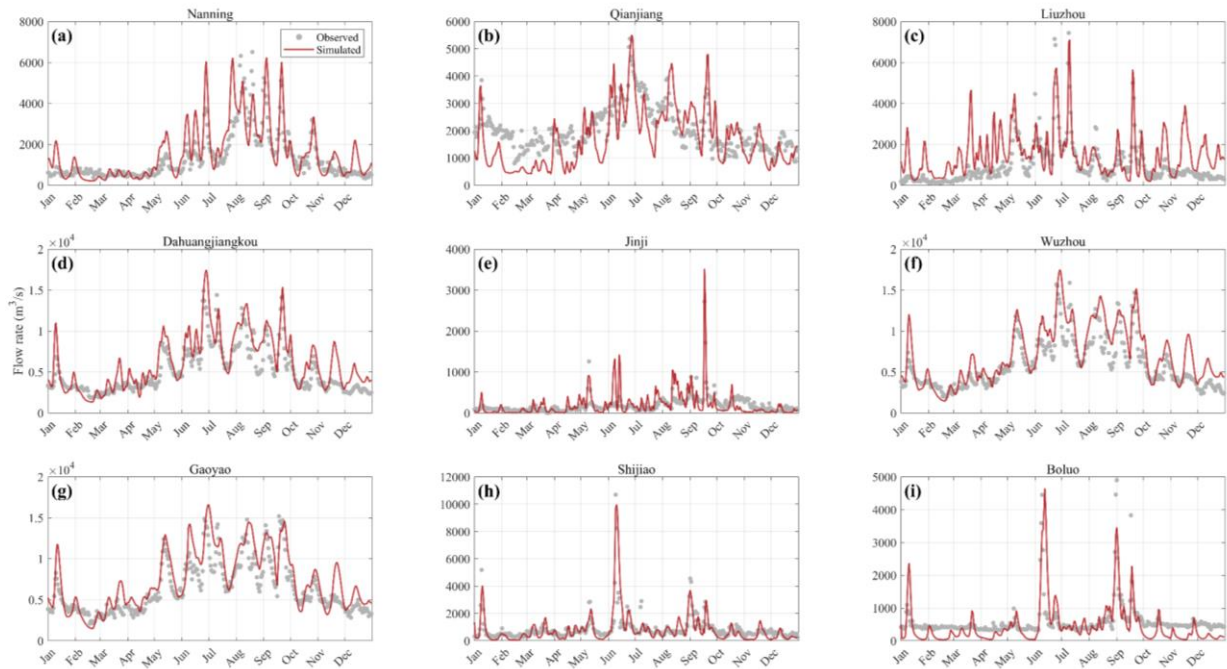 Nanning
(a)
Observed
Simulated
8000
6000
4000
2000
0
Jan Feb Mar Apr May Jun Jul Aug Sep Oct Nov Dec
Qianjiang
(b)
6000
5000
4000
3000
2000
1000
0
Jan Feb Mar Apr May Jun Jul Aug Sep Oct Nov Dec
Liuzhou
(c)
8000
6000
4000
2000
0
Jan Feb Mar Apr May Jun Jul Aug Sep Oct Nov Dec
Dahuangjiangkou
×10⁴
(d)
Flow rate (m³/s)
2
1.5
1
0.5
0
Jan Feb Mar Apr May Jun Jul Aug Sep Oct Nov Dec
Jinji
(e)
4000
3000
2000
1000
0
Jan Feb Mar Apr May Jun Jul Aug Sep Oct Nov Dec
Wuzhou
×10⁴
(f)
2
1.5
1
0.5
0
Jan Feb Mar Apr May Jun Jul Aug Sep Oct Nov Dec
Gaoyao
×10⁴
(g)
2
1.5
1
0.5
0
Jan Feb Mar Apr May Jun Jul Aug Sep Oct Nov Dec
Shijiao
(h)
12000
10000
8000
6000
4000
2000
0
Jan Feb Mar Apr May Jun Jul Aug Sep Oct Nov Dec
Boluo
(i)
5000
4000
3000
2000
1000
0
Jan Feb Mar Apr May Jun Jul Aug Sep Oct Nov Dec